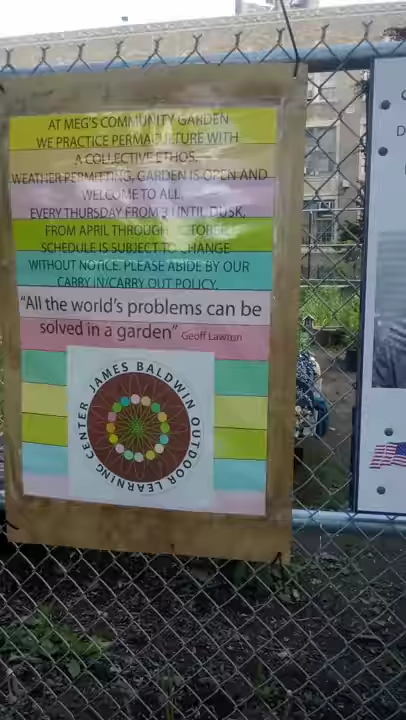 AT MEG'S COMMUNITY GARDEN
WE PRACTICE PERMACULTURE WITH
A COLLECTIVE ETHOS.
WEATHER PERMITTING, GARDEN IS OPEN AND
WELCOME TO ALL,
EVERY THURSDAY FROM 3 UNTIL DUSK,
FROM APRIL THROUGH OCTOBER.
SCHEDULE IS SUBJECT TO CHANGE
WITHOUT NOTICE. PLEASE ABIDE BY OUR
CARRY IN/CARRY OUT POLICY.
"All the world's problems can be
solved in a garden" Geoff Lawton
JAMES BALDWIN OUTDOOR LEARNING CENTER